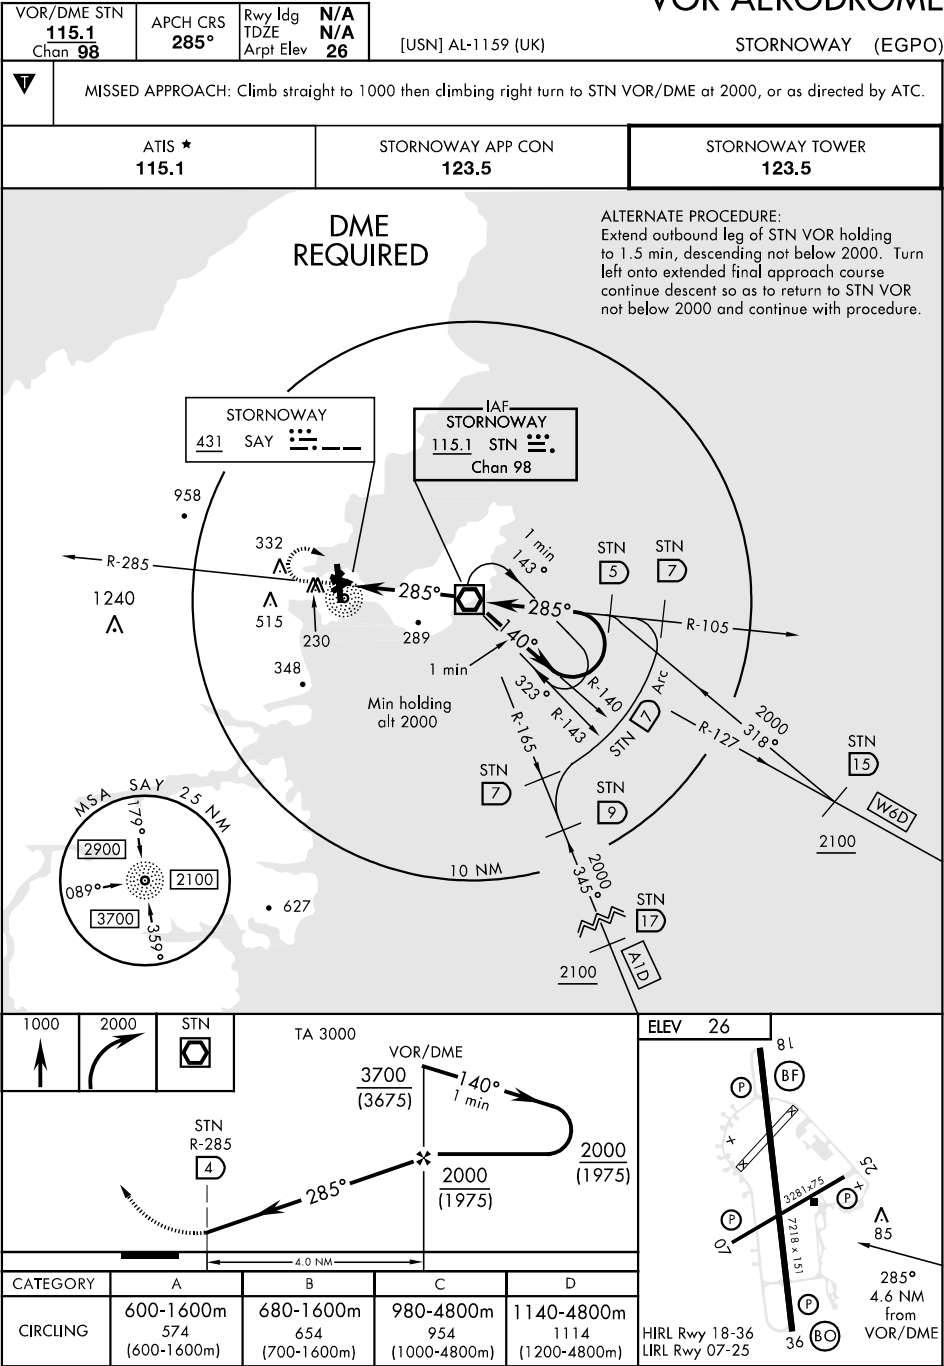 VOR AERODROME
VOR/DME STN
115.1
Chan 98
APCH CRS
285°
Rwy ldg N/A
TDZE N/A
Arpt Elev 26
[USN] AL-1159 (UK)
STORNOWAY (EGPO)
T
MISSED APPROACH: Climb straight to 1000 then climbing right turn to STN VOR/DME at 2000, or as directed by ATC.
ATIS ★
115.1
STORNOWAY APP CON
123.5
STORNOWAY TOWER
123.5
DME
REQUIRED
ALTERNATE PROCEDURE:
Extend outbound leg of STN VOR holding
to 1.5 min, descending not below 2000. Turn
left onto extended final approach course
continue descent so as to return to STN VOR
not below 2000 and continue with procedure.
STORNOWAY
431 SAY
IAF
STORNOWAY
115.1 STN
Chan 98
958
332
R-285
1240
515
230
348
289
285°
285°
140°
1 min
143°
1 min
323°
R-140
R-143
R-165
Min holding
alt 2000
STN
5
STN
7
R-105
STN 7 Arc
2000
318°
R-127
STN
15
W6D
2100
STN
7
STN
9
2000
345°
STN
17
A1D
2100
10 NM
MSA SAY 25 NM
179°
2900
089°
2100
3700
359°
627
1000
2000
STN
TA 3000
VOR/DME
3700
(3675)
140°
1 min
2000
(1975)
2000
(1975)
STN
R-285
4
285°
4.0 NM
ELEV 26
18
BF
P
25
3281x75
P
P
07
7218 x 151
85
285°
4.6 NM
from
VOR/DME
P
36
BO
HIRL Rwy 18-36
LIRL Rwy 07-25
CATEGORY A B C D
CIRCLING
600-1600m 680-1600m 980-4800m 1140-4800m
574 654 954 1114
(600-1600m) (700-1600m) (1000-4800m) (1200-4800m)